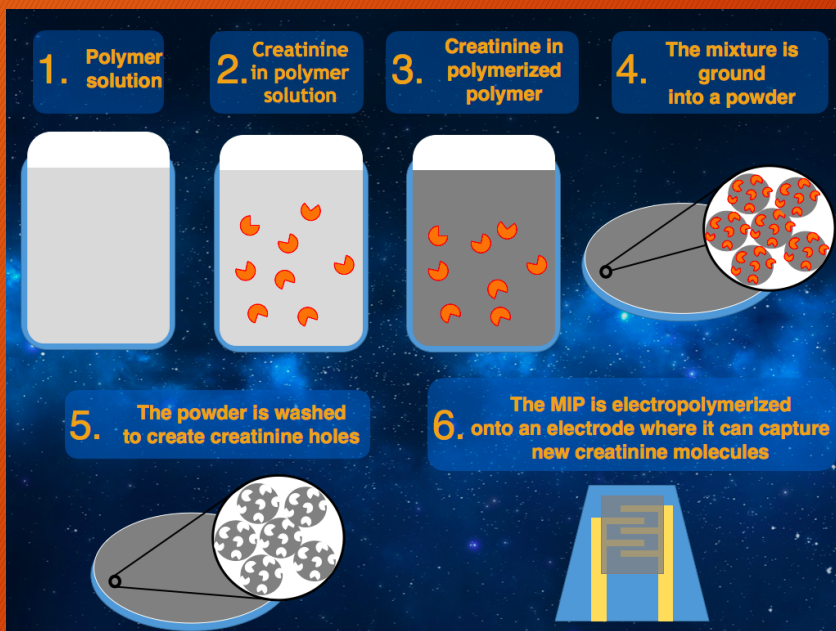 1. Polymer
solution
2. Creatinine
in polymer
solution
3. Creatinine in
polymerized
polymer
4. The mixture is
ground
into a powder
5. The powder is washed
to create creatinine holes
6. The MIP is electropolymerized
onto an electrode where it can capture
new creatinine molecules